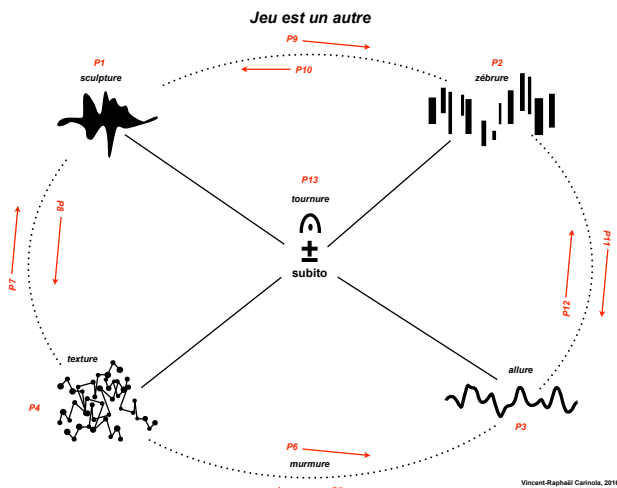 Jeu est un autre
P9
P10
P1
sculpture
P2
zébrure
P13
tournure
±
subito
P7
P8
P11
P12
texture
P4
allure
P3
P6
murmure
Vincent-Raphaël Carinola, 2016